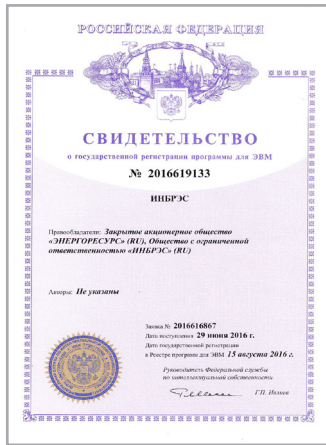 РОССИЙСКАЯ ФЕДЕРАЦИЯ
СВИДЕТЕЛЬСТВО
о государственной регистрации программы для ЭВМ
№ 2016619133
ИНБРЭС
Правообладатели: Закрытое акционерное общество
«ЭНЕРГОРЕСУРС» (RU), Общество с ограниченной
ответственностью «ИНБРЭС» (RU)
Авторы: Не указаны
Заявка № 2016616867
Дата поступления 29 июня 2016 г.
Дата государственной регистрации
в Реестре программ для ЭВМ 15 августа 2016 г.
Руководитель Федеральной службы
по интеллектуальной собственности
Г.П. Ивлиев